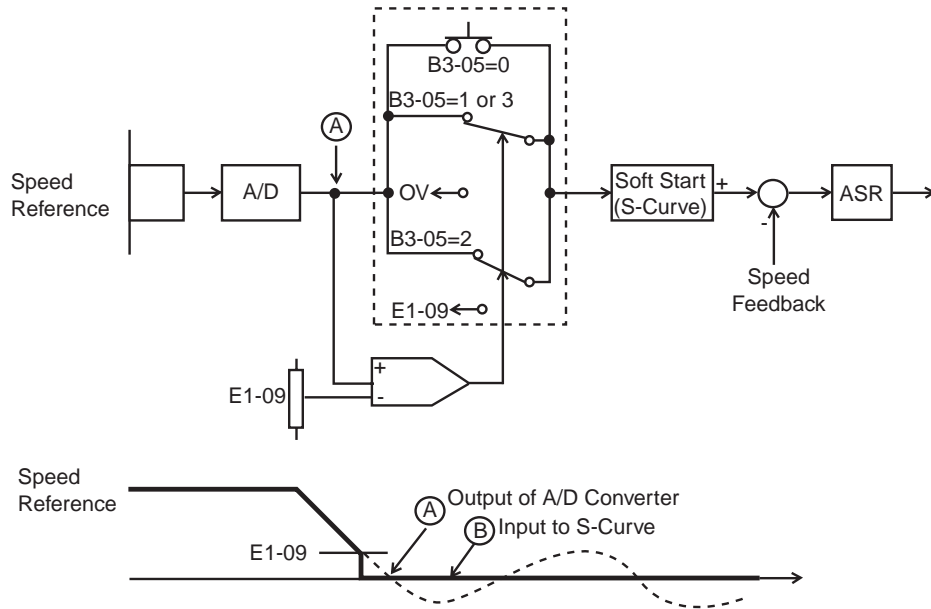 B3-05=0
B3-05=1 or 3
A
Speed
Reference
A/D
OV
Soft Start
(S-Curve)
+
-
ASR
B3-05=2
Speed
Feedback
E1-09
+
-
E1-09
Speed
Reference
A
Output of A/D Converter
B
Input to S-Curve
E1-09